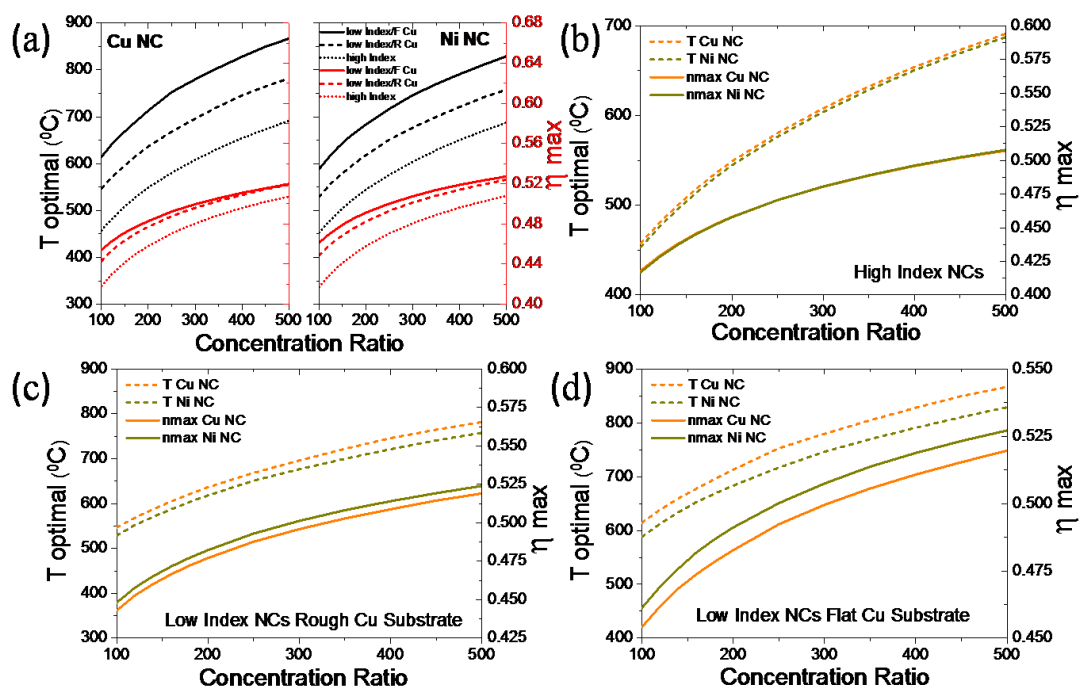 (a)
Cu NC
Ni NC
low Index/F Cu
low Index/R Cu
high Index
low Index/F Cu
low Index/R Cu
high Index
900
800
700
600
500
400
300
T optimal (⁰C)
100 200 300 400 500
100 200 300 400 500
Concentration Ratio
0.68
0.64
0.60
0.56
0.52
0.48
0.44
0.40
η max
(b)
T Cu NC
T Ni NC
nmax Cu NC
nmax Ni NC
700
600
500
400
T optimal (⁰C)
High Index NCs
100 200 300 400 500
Concentration Ratio
0.600
0.575
0.550
0.525
0.500
0.475
0.450
0.425
0.400
η max
(c)
T Cu NC
T Ni NC
nmax Cu NC
nmax Ni NC
900
800
700
600
500
400
300
T optimal (⁰C)
Low Index NCs Rough Cu Substrate
100 200 300 400 500
Concentration Ratio
0.600
0.575
0.550
0.525
0.500
0.475
0.450
0.425
η max
(d)
T Cu NC
T Ni NC
nmax Cu NC
nmax Ni NC
900
800
700
600
500
400
T optimal (⁰C)
Low Index NCs Flat Cu Substrate
100 200 300 400 500
Concentration Ratio
0.550
0.525
0.500
0.475
0.450
η max